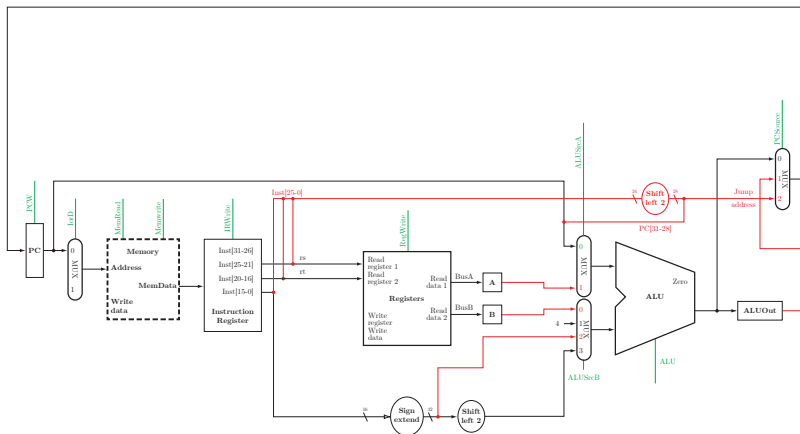 PCW
PC
IorD
0
MUX
1
MemRead
Memwrite
Memory
Address
MemData
Write
data
IRWrite
Inst[31-26]
Inst[25-21]
Inst[20-16]
Inst[15-0]
Instruction
Register
Inst[25-0]
rs
rt
RegWrite
Read
register 1
Read
register 2
Read
data 1
Registers
Read
data 2
Write
register
Write
data
BusA
A
BusB
B
ALUSrcA
0
MUX
1
0
4
1
MUX
2
3
ALUSrcB
16
Sign
extend
32
Shift
left 2
28
Shift
left 2
28
PC[31-28]
Jump
address
Zero
ALU
ALU
ALUOut
PCSource
0
1
MUX
2